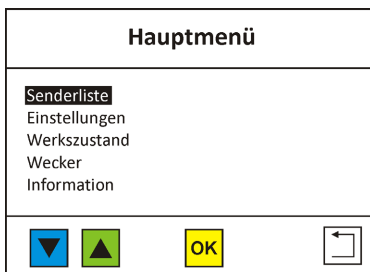 Hauptmenü
Senderliste
Einstellungen
Werkszustand
Wecker
Information
OK